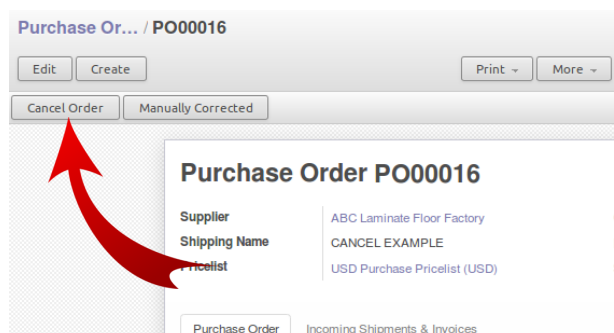 Purchase Or... / PO00016
Edit Create Print More
Cancel Order Manually Corrected
Purchase Order PO00016
Supplier ABC Laminate Floor Factory
Shipping Name CANCEL EXAMPLE
Pricelist USD Purchase Pricelist (USD)
Purchase Order Incoming Shipments & Invoices